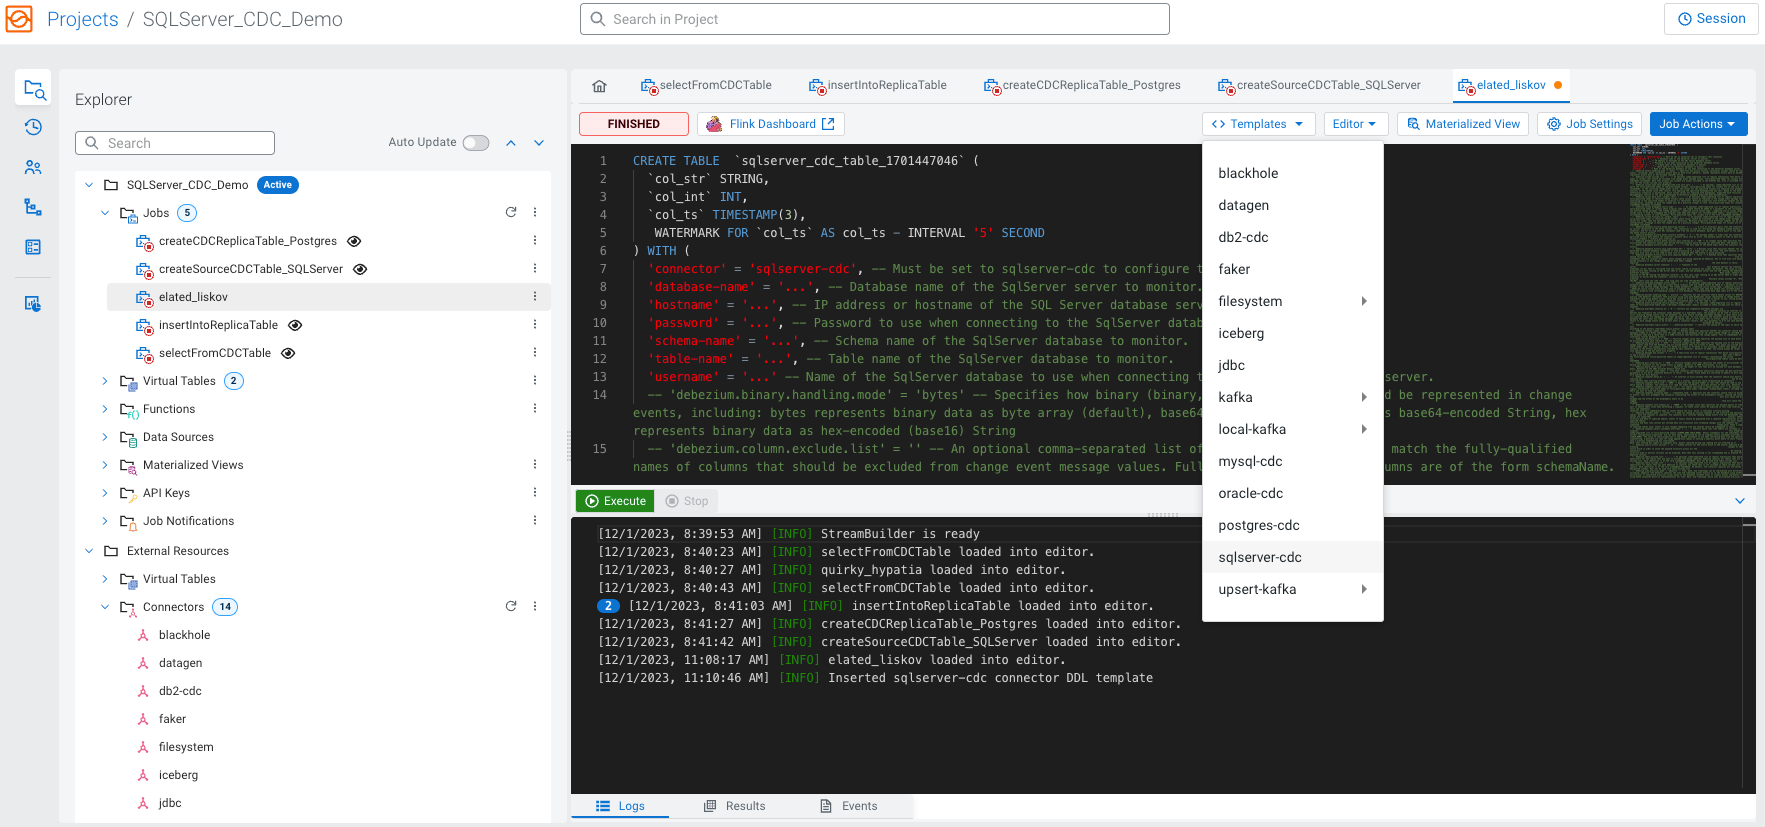 Projects / SQLServer_CDC_Demo
Search in Project
Session
Explorer
Search
Auto Update
SQLServer_CDC_Demo Active
Jobs 5
createCDCReplicaTable_Postgres
createSourceCDCTable_SQLServer
elated_liskov
insertIntoReplicaTable
selectFromCDCTable
Virtual Tables 2
Functions
Data Sources
Materialized Views
API Keys
Job Notifications
External Resources
Virtual Tables
Connectors 14
blackhole
datagen
db2-cdc
faker
filesystem
iceberg
jdbc
selectFromCDCTable insertIntoReplicaTable createCDCReplicaTable_Postgres createSourceCDCTable_SQLServer elated_liskov
FINISHED Flink Dashboard Templates Editor Materialized View Job Settings Job Actions
1 CREATE TABLE `sqlserver_cdc_table_1701447046` (
2 `col_str` STRING,
3 `col_int` INT,
4 `col_ts` TIMESTAMP(3),
5 WATERMARK FOR `col_ts` AS col_ts - INTERVAL '5' SECOND
6 ) WITH (
7 'connector' = 'sqlserver-cdc', -- Must be set to sqlserver-cdc to configure
8 'database-name' = '...', -- Database name of the SqlServer server to monitor.
9 'hostname' = '...', -- IP address or hostname of the SQL Server database
10 'password' = '...', -- Password to use when connecting to the SqlServer
11 'schema-name' = '...', -- Schema name of the SqlServer database to monitor.
12 'table-name' = '...', -- Table name of the SqlServer database to monitor.
13 'username' = '...' -- Name of the SqlServer database to use when connecting server.
14 -- 'debezium.binary.handling.mode' = 'bytes' -- Specifies how binary (binary, be represented in change
events, including: bytes represents binary data as byte array (default), base64-encoded String, hex
represents binary data as hex-encoded (base16) String
15 -- 'debezium.column.exclude.list' = '' -- An optional comma-separated list of match the fully-qualified
names of columns that should be excluded from change event message values. are of the form schemaName.
blackhole
datagen
db2-cdc
faker
filesystem
iceberg
jdbc
kafka
local-kafka
mysql-cdc
oracle-cdc
postgres-cdc
sqlserver-cdc
upsert-kafka
Execute Stop
[12/1/2023, 8:39:53 AM] [INFO] StreamBuilder is ready
[12/1/2023, 8:40:23 AM] [INFO] selectFromCDCTable loaded into editor.
[12/1/2023, 8:40:27 AM] [INFO] quirky_hypatia loaded into editor.
[12/1/2023, 8:40:43 AM] [INFO] selectFromCDCTable loaded into editor.
2 [12/1/2023, 8:41:03 AM] [INFO] insertIntoReplicaTable loaded into editor.
[12/1/2023, 8:41:27 AM] [INFO] createCDCReplicaTable_Postgres loaded into editor.
[12/1/2023, 8:41:42 AM] [INFO] createSourceCDCTable_SQLServer loaded into editor.
[12/1/2023, 11:08:17 AM] [INFO] elated_liskov loaded into editor.
[12/1/2023, 11:10:46 AM] [INFO] Inserted sqlserver-cdc connector DDL template
Logs Results Events